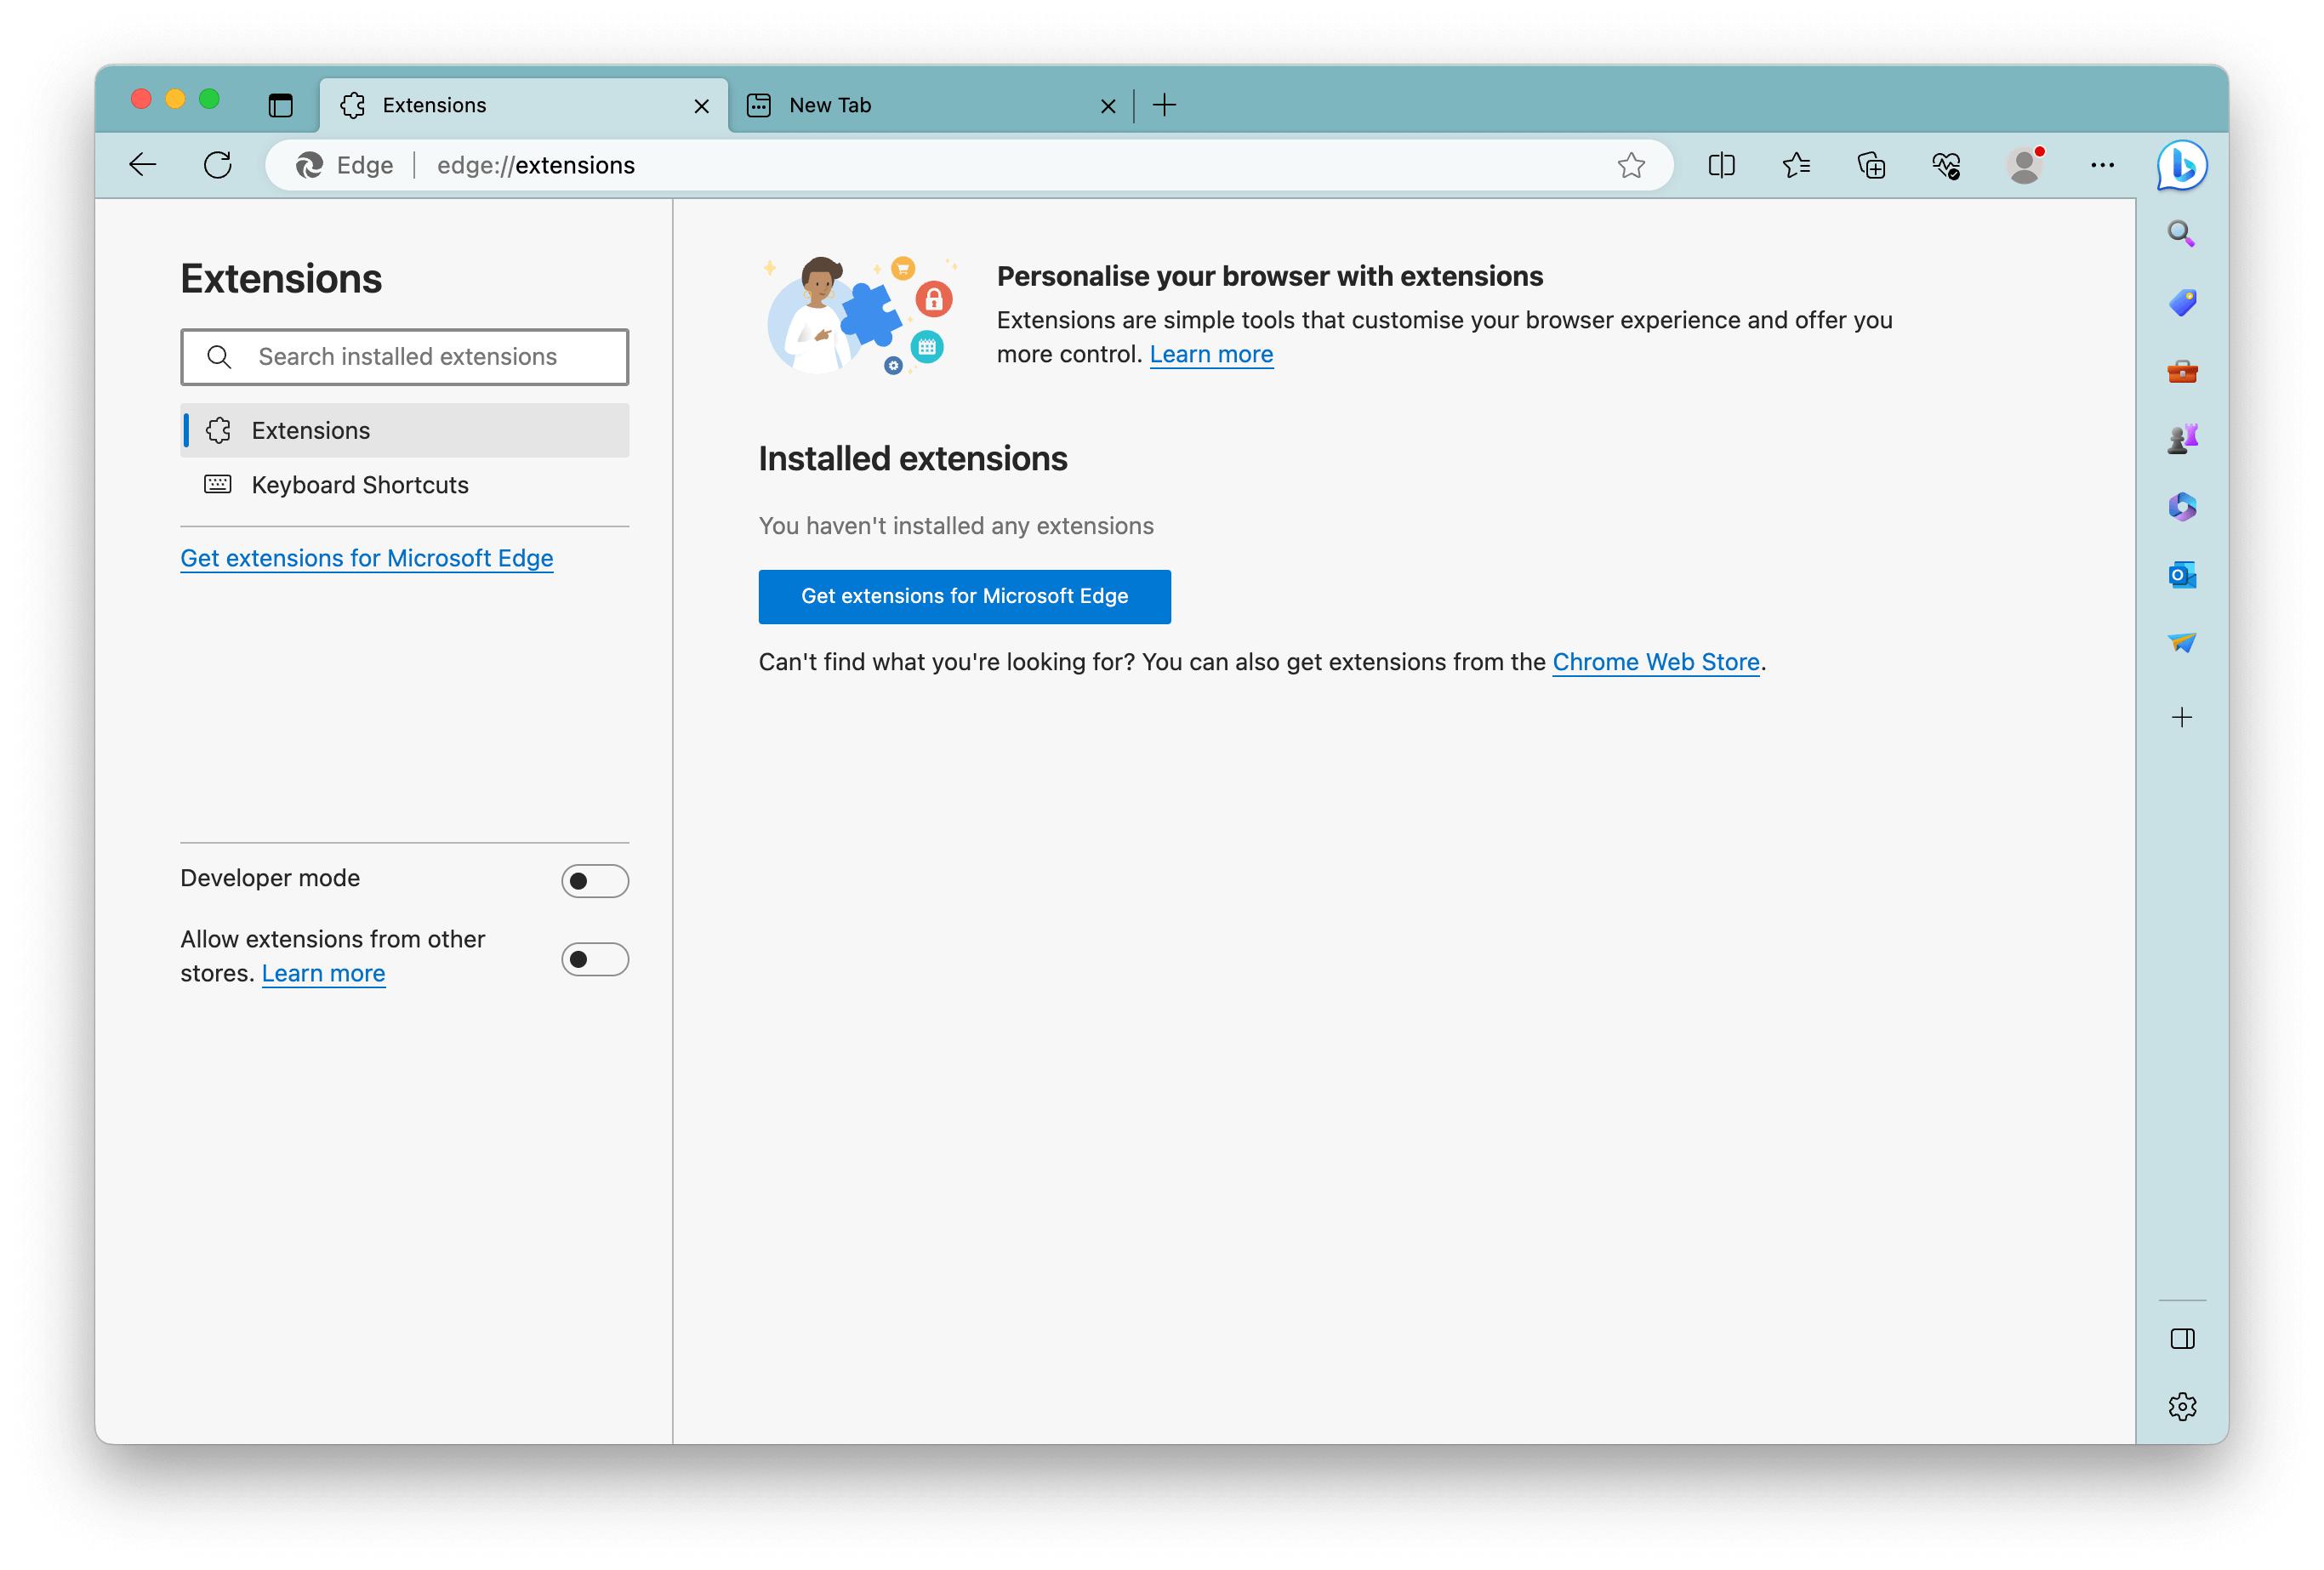 Extensions
New Tab
Edge
edge://extensions
Extensions
Search installed extensions
Extensions
Keyboard Shortcuts
Get extensions for Microsoft Edge
Developer mode
Allow extensions from other
stores. Learn more
Personalise your browser with extensions
Extensions are simple tools that customise your browser experience and offer you
more control. Learn more
Installed extensions
You haven't installed any extensions
Get extensions for Microsoft Edge
Can't find what you're looking for? You can also get extensions from the Chrome Web Store.